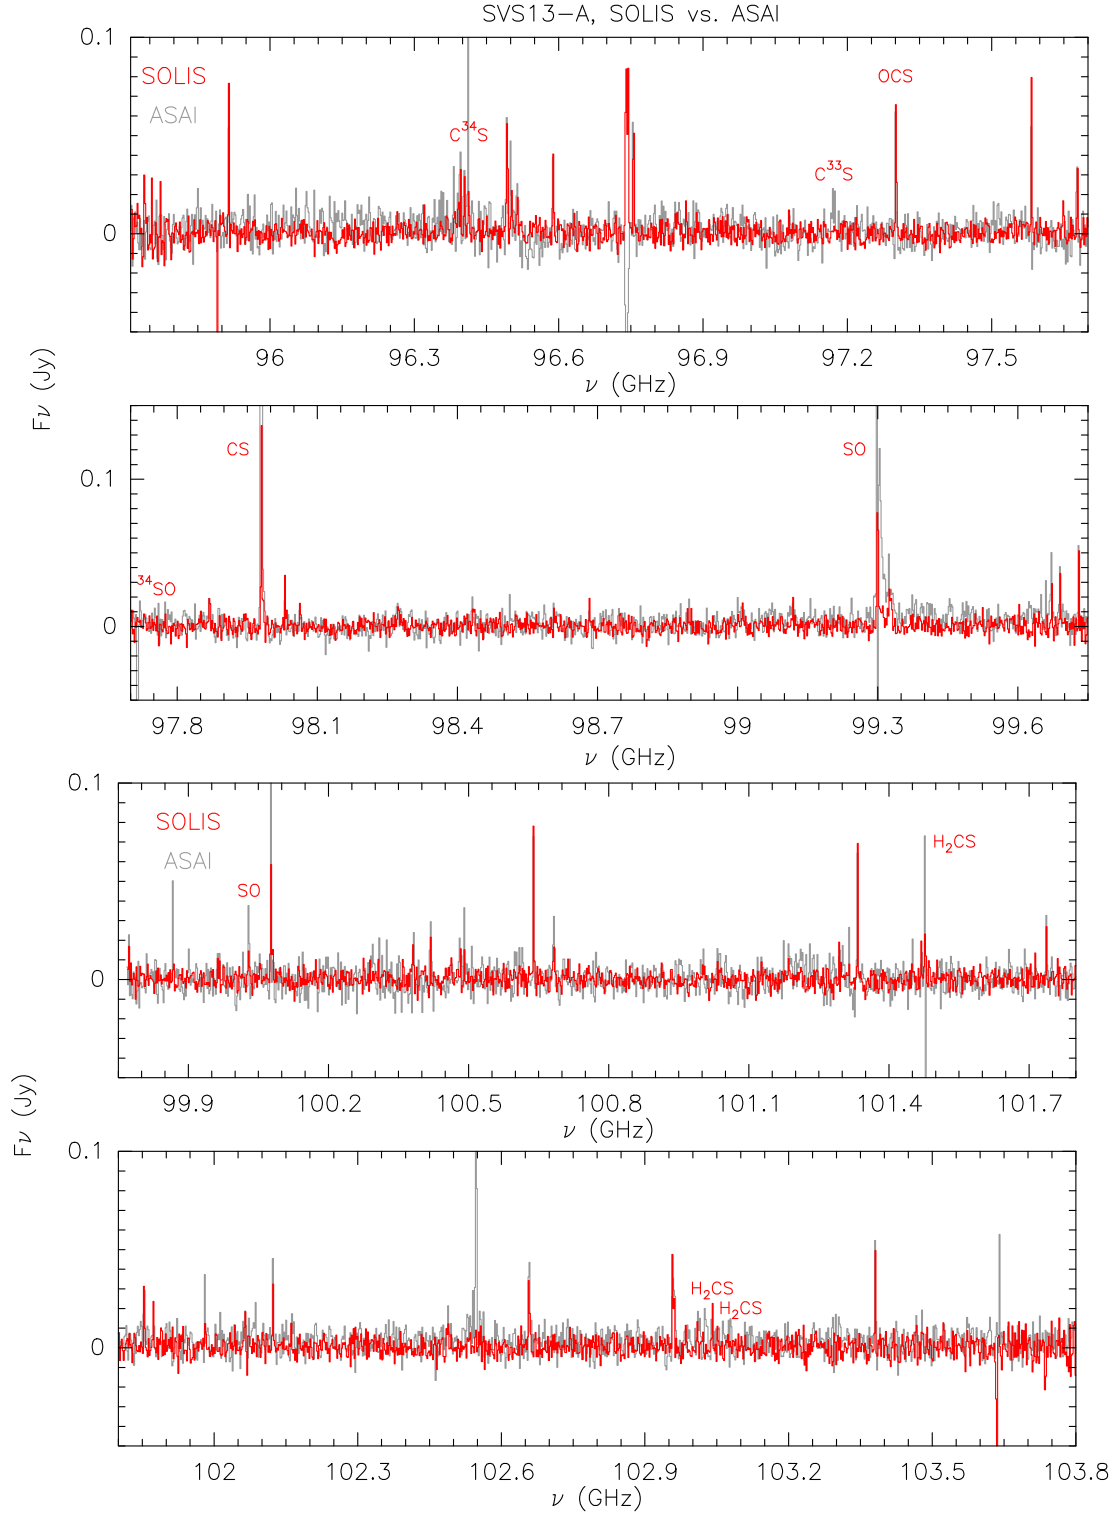 SVS13-A, SOLIS vs. ASAI
0.1
SOLIS
ASAI
C³⁴S
C³³S
OCS
0
96
96.3
96.6
96.9
97.2
97.5
ν (GHz)
Fν (Jy)
CS
SO
0.1
³⁴SO
0
97.8
98.1
98.4
98.7
99
99.3
99.6
ν (GHz)
0.1
SOLIS
ASAI
SO
H₂CS
0
99.9
100.2
100.5
100.8
101.1
101.4
101.7
ν (GHz)
Fν (Jy)
0.1
H₂CS
H₂CS
0
102
102.3
102.6
102.9
103.2
103.5
103.8
ν (GHz)